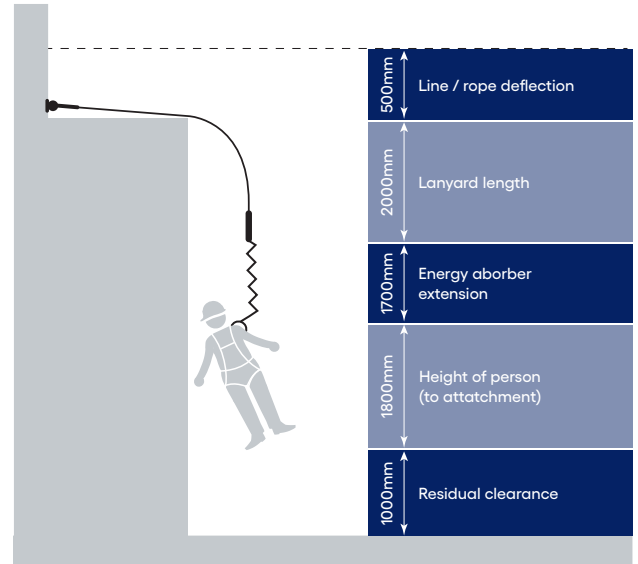 500mm
Line / rope deflection
2000mm
Lanyard length
1700mm
Energy aborber
extension
1800mm
Height of person
(to attatchment)
1000mm
Residual clearance